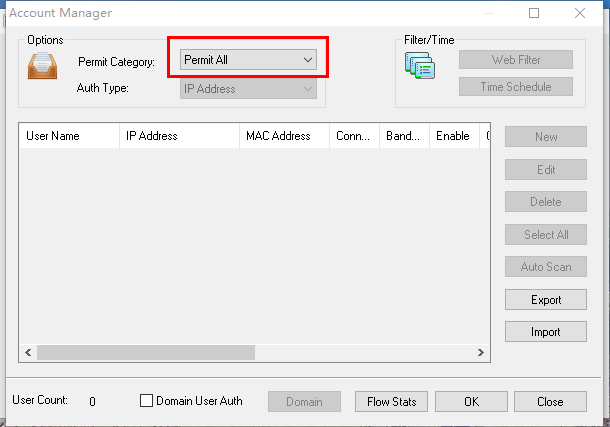 Account Manager
Options
Filter/Time
Permit Category:
Permit All
Web Filter
Auth Type:
IP Address
Time Schedule
User Name
IP Address
MAC Address
Conn...
Band...
Enable
New
Edit
Delete
Select All
Auto Scan
Export
Import
User Count:
0
Domain User Auth
Domain
Flow Stats
OK
Close